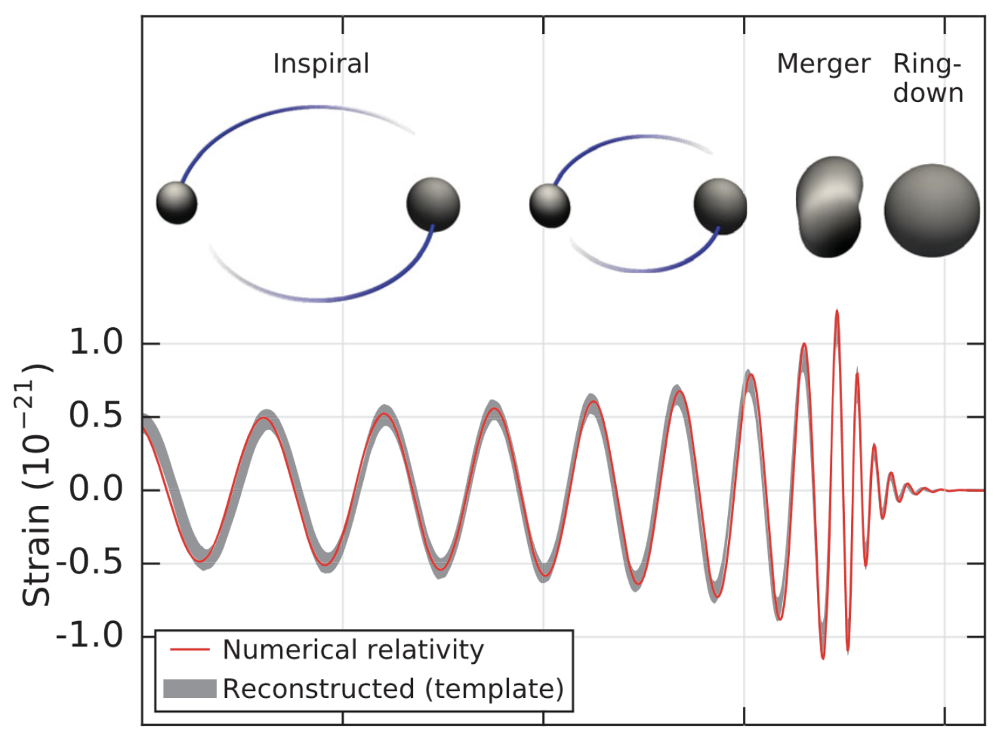 Inspiral
Merger
Ring-
down
1.0
0.5
0.0
-0.5
-1.0
Strain (10⁻²¹)
Numerical relativity
Reconstructed (template)